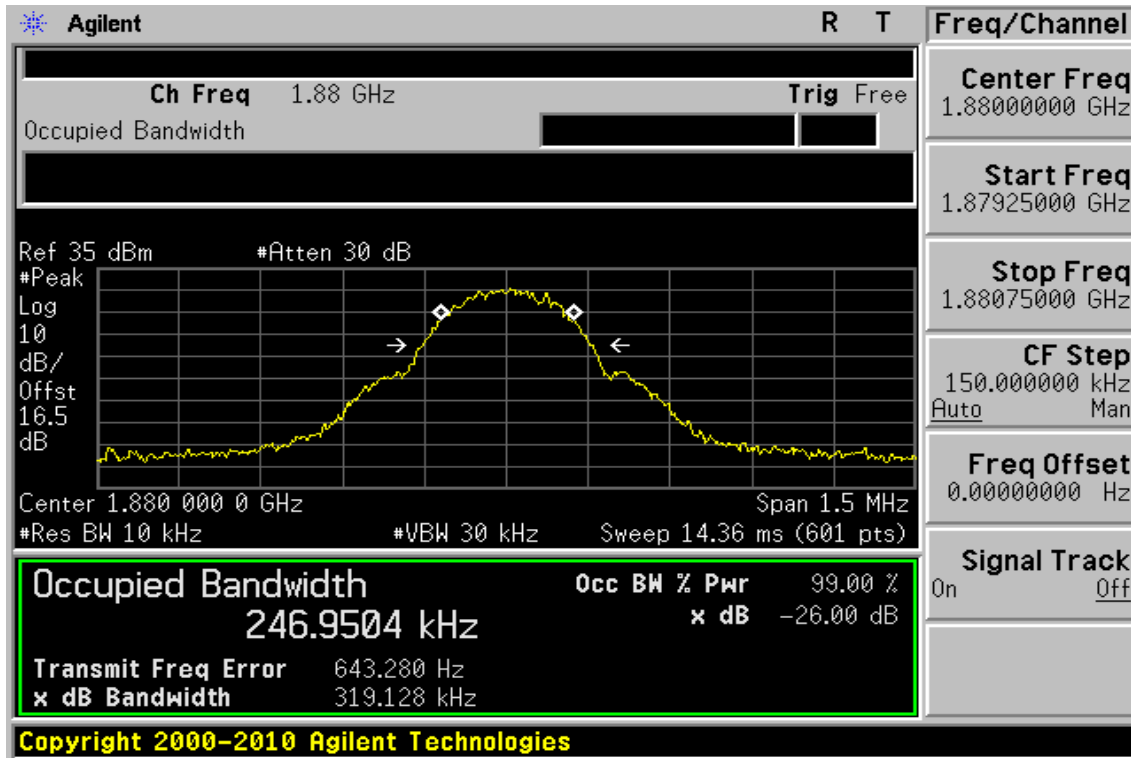 Agilent R T
Ch Freq 1.88 GHz Trig Free
Occupied Bandwidth
Ref 35 dBm #Atten 30 dB
#Peak
Log
10
dB/
Offst
16.5
dB
Center 1.880 000 0 GHz Span 1.5 MHz
#Res BW 10 kHz #VBW 30 kHz Sweep 14.36 ms (601 pts)
Occupied Bandwidth
246.9504 kHz
Occ BW % Pwr 99.00 %
x dB -26.00 dB
Transmit Freq Error 643.280 Hz
x dB Bandwidth 319.128 kHz
Copyright 2000-2010 Agilent Technologies
Freq/Channel
Center Freq
1.88000000 GHz
Start Freq
1.87925000 GHz
Stop Freq
1.88075000 GHz
CF Step
150.000000 kHz
Auto Man
Freq Offset
0.00000000 Hz
Signal Track
On Off